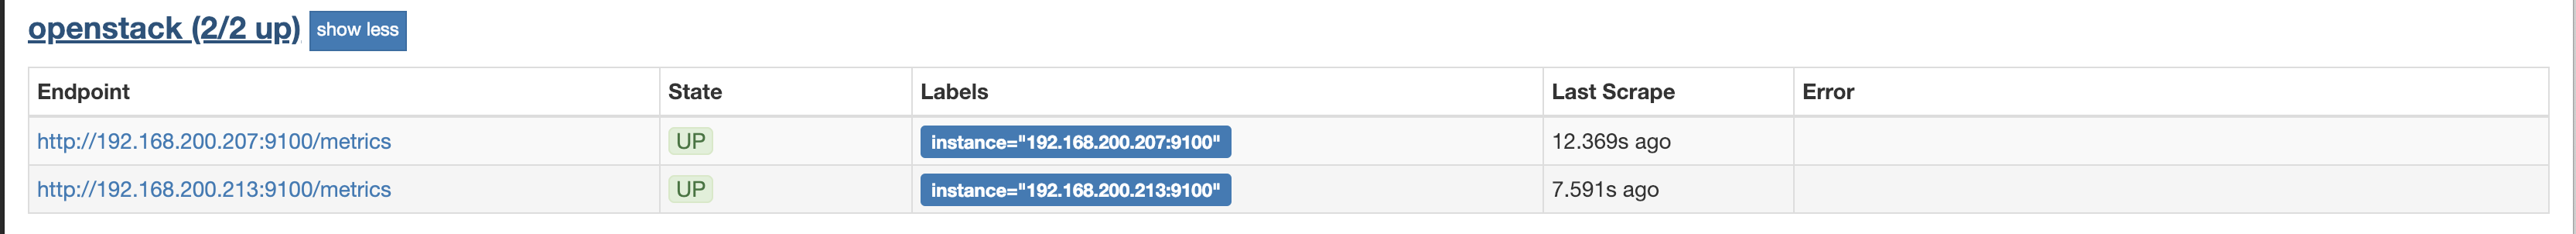 openstack (2/2 up) show less
Endpoint State Labels Last Scrape Error
http://192.168.200.207:9100/metrics UP instance="192.168.200.207:9100" 12.369s ago
http://192.168.200.213:9100/metrics UP instance="192.168.200.213:9100" 7.591s ago